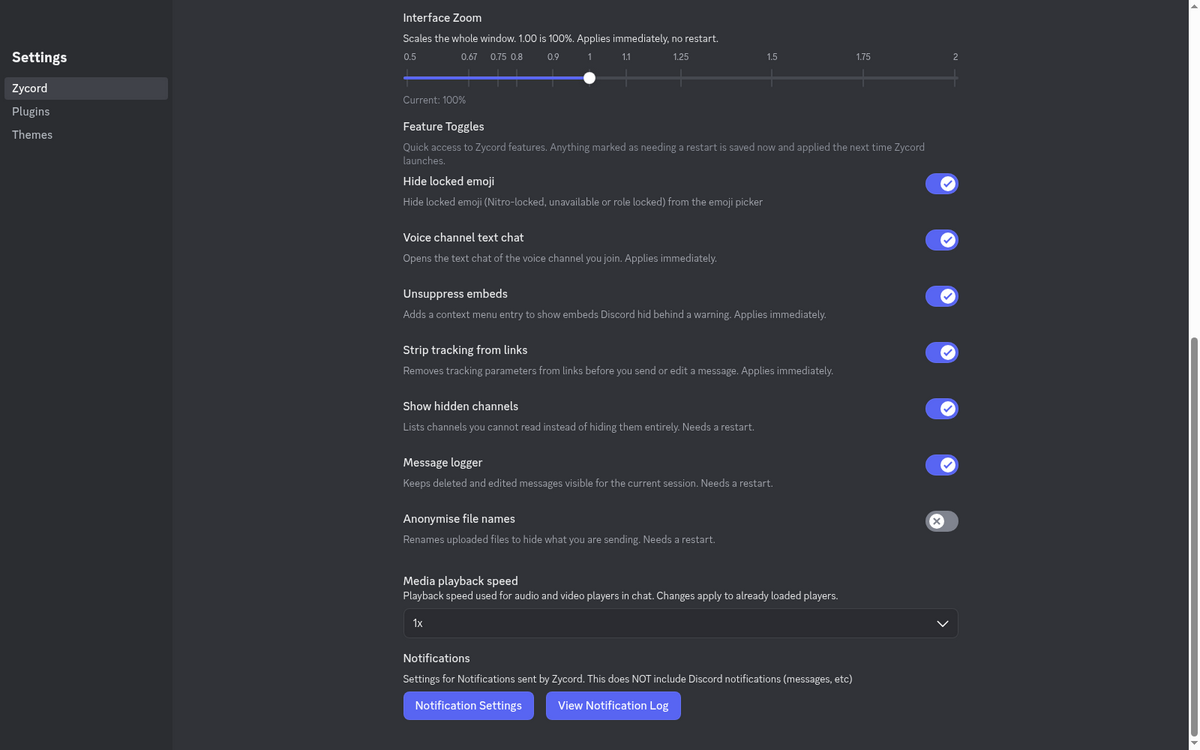 Settings
Zycord
Plugins
Themes
Interface Zoom
Scales the whole window. 1.00 is 100%. Applies immediately, no restart.
0.5 0.67 0.75 0.8 0.9 1 1.1 1.25 1.5 1.75 2
Current: 100%
Feature Toggles
Quick access to Zycord features. Anything marked as needing a restart is saved now and applied the next time Zycord
launches.
Hide locked emoji
Hide locked emoji (Nitro-locked, unavailable or role locked) from the emoji picker
Voice channel text chat
Opens the text chat of the voice channel you join. Applies immediately.
Unsuppress embeds
Adds a context menu entry to show embeds Discord hid behind a warning. Applies immediately.
Strip tracking from links
Removes tracking parameters from links before you send or edit a message. Applies immediately.
Show hidden channels
Lists channels you cannot read instead of hiding them entirely. Needs a restart.
Message logger
Keeps deleted and edited messages visible for the current session. Needs a restart.
Anonymise file names
Renames uploaded files to hide what you are sending. Needs a restart.
Media playback speed
Playback speed used for audio and video players in chat. Changes apply to already loaded players.
1x
Notifications
Settings for Notifications sent by Zycord. This does NOT include Discord notifications (messages, etc)
Notification Settings
View Notification Log